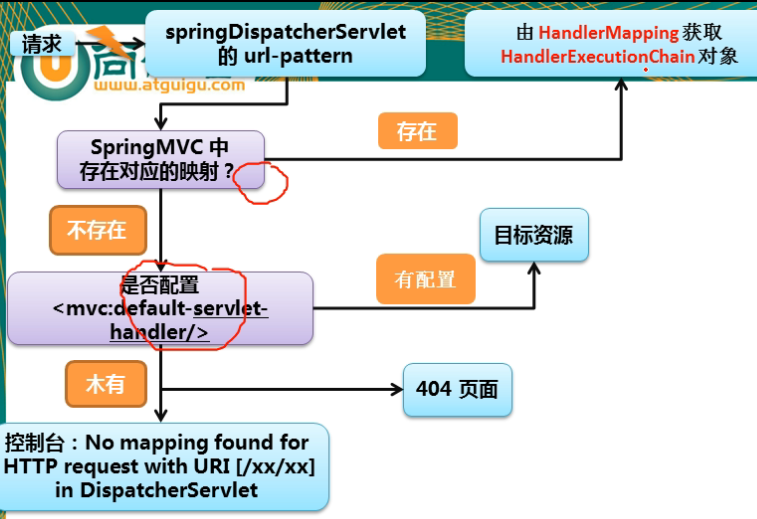 请求
springDispatcherServlet
的 url-pattern
由 HandlerMapping 获取
HandlerExecutionChain 对象
www.atguigu.com
SpringMVC 中
存在对应的映射？
存在
不存在
目标资源
是否配置
<mvc:default-servlet-
handler/>
有配置
木有
404 页面
控制台：No mapping found for
HTTP request with URI [/xx/xx]
in DispatcherServlet